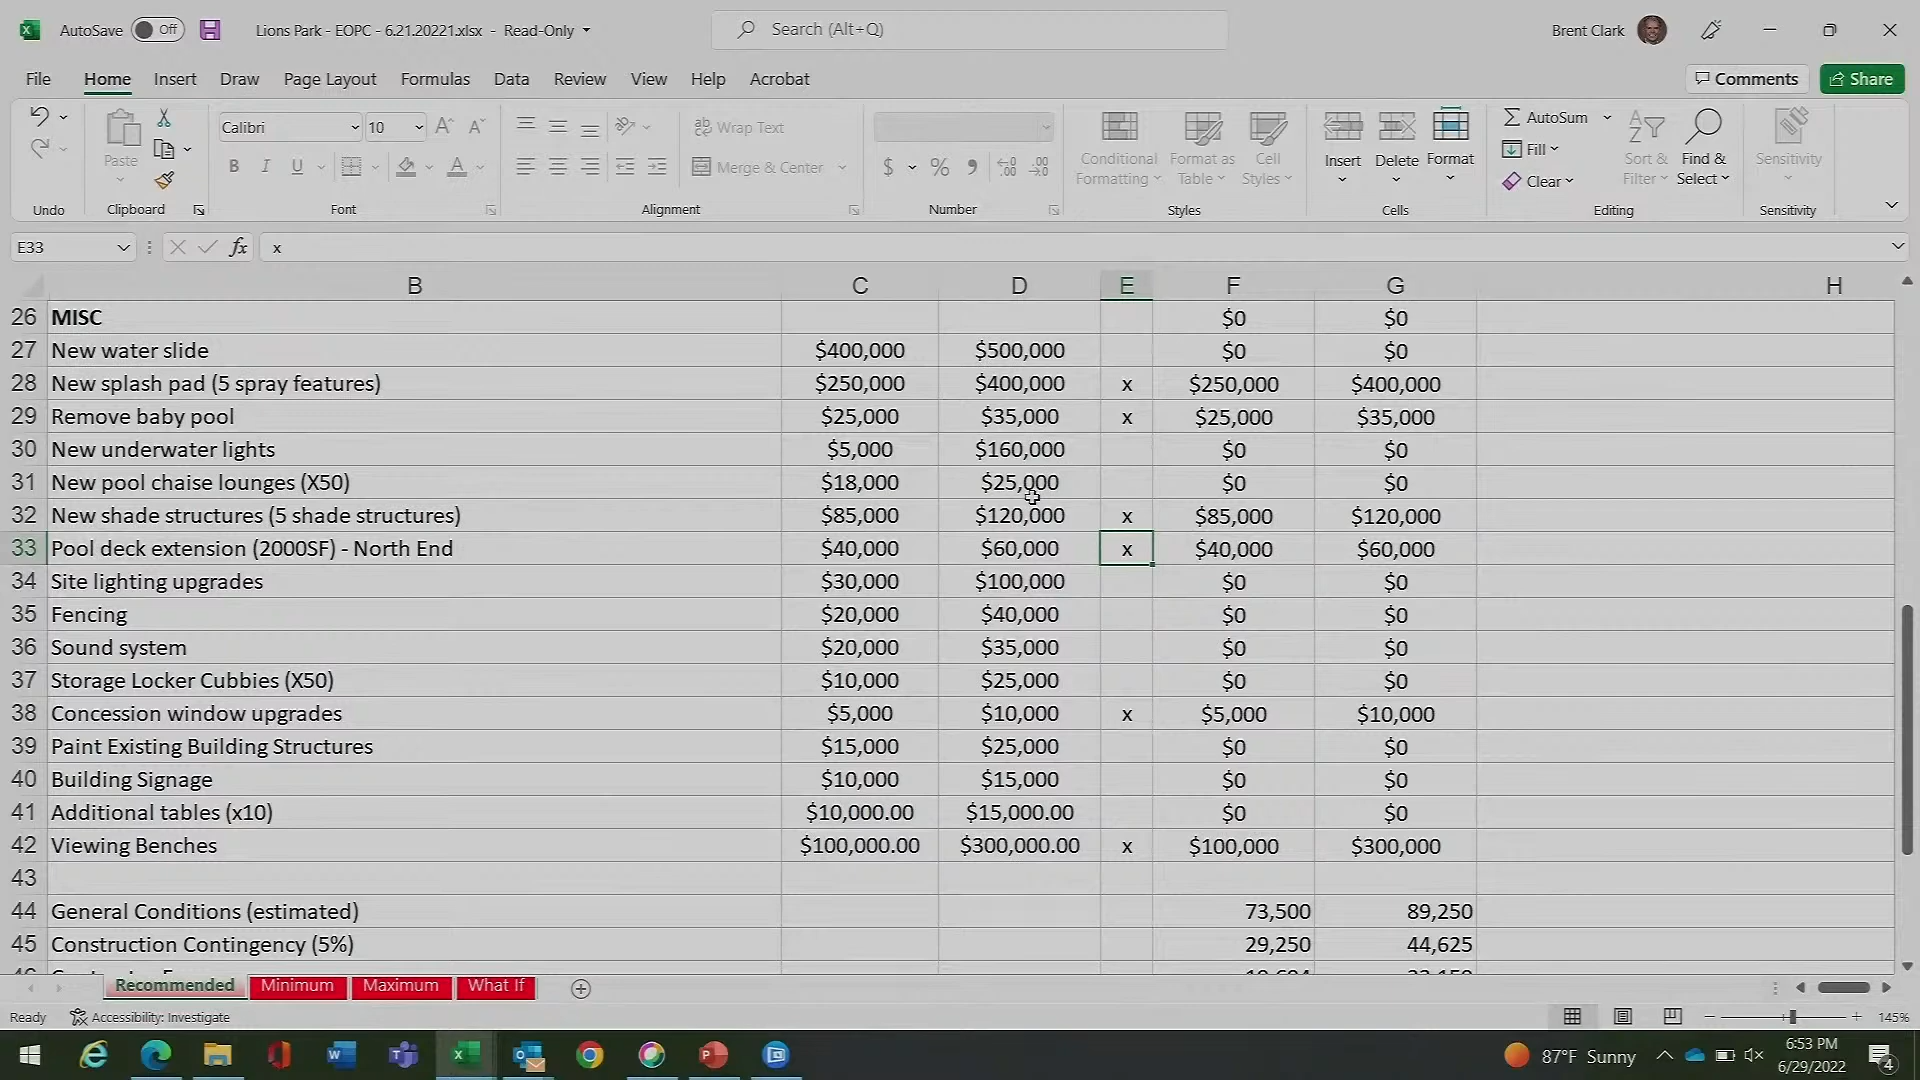 AutoSave Off Lions Park - EOPC - 6.21.20221.xlsx - Read-Only Search (Alt+Q) Brent Clark
File Home Insert Draw Page Layout Formulas Data Review View Help Acrobat Comments Share
Paste Calibri 10 A^ A˅ Wrap Text Conditional Formatting Format as Table Cell Styles Insert Delete Format AutoSum Fill Clear Sort & Filter Find & Select Sensitivity
B I U A Merge & Center $ % ,
Undo Clipboard Font Alignment Number Styles Cells Editing Sensitivity
E33 fx x
B C D E F G H
26 MISC $0 $0
27 New water slide $400,000 $500,000 $0 $0
28 New splash pad (5 spray features) $250,000 $400,000 x $250,000 $400,000
29 Remove baby pool $25,000 $35,000 x $25,000 $35,000
30 New underwater lights $5,000 $160,000 $0 $0
31 New pool chaise lounges (X50) $18,000 $25,000 $0 $0
32 New shade structures (5 shade structures) $85,000 $120,000 x $85,000 $120,000
33 Pool deck extension (2000SF) - North End $40,000 $60,000 x $40,000 $60,000
34 Site lighting upgrades $30,000 $100,000 $0 $0
35 Fencing $20,000 $40,000 $0 $0
36 Sound system $20,000 $35,000 $0 $0
37 Storage Locker Cubbies (X50) $10,000 $25,000 $0 $0
38 Concession window upgrades $5,000 $10,000 x $5,000 $10,000
39 Paint Existing Building Structures $15,000 $25,000 $0 $0
40 Building Signage $10,000 $15,000 $0 $0
41 Additional tables (x10) $10,000.00 $15,000.00 $0 $0
42 Viewing Benches $100,000.00 $300,000.00 x $100,000 $300,000
43
44 General Conditions (estimated) 73,500 89,250
45 Construction Contingency (5%) 29,250 44,625
Recommended Minimum Maximum What If
Ready Accessibility: Investigate 145%
87°F Sunny 6:53 PM
6/29/2022 4